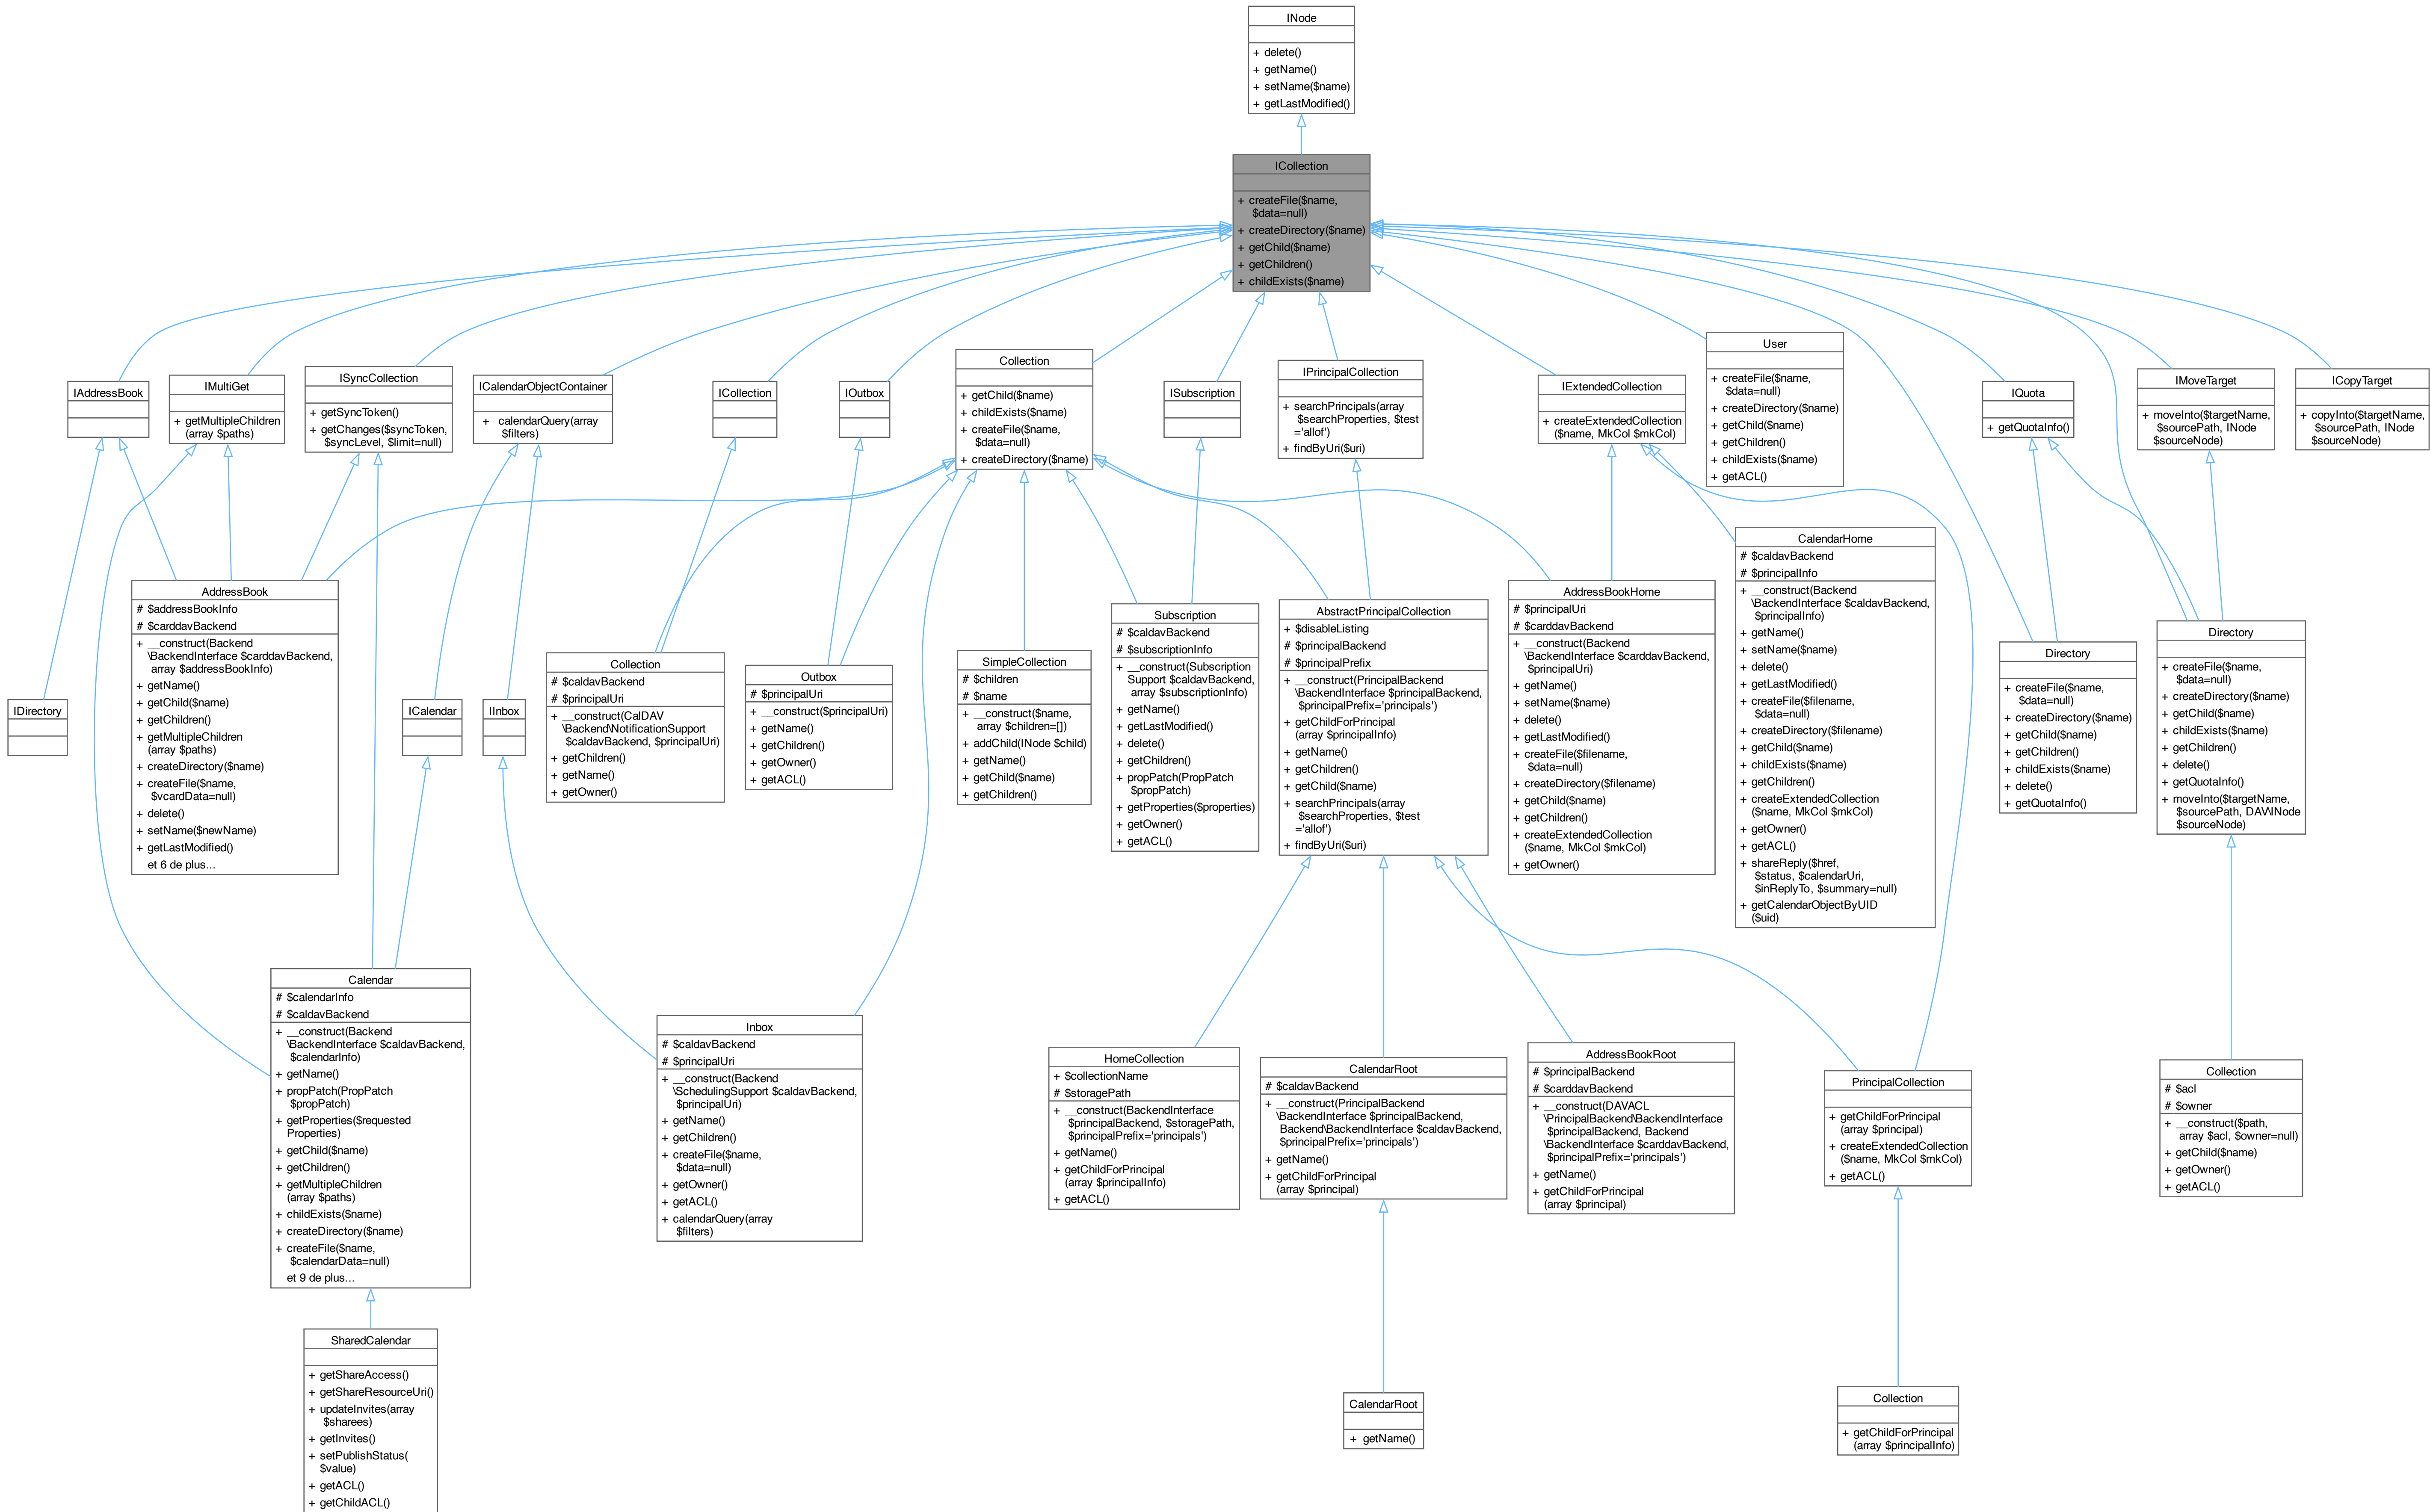 INode
+ delete()
+ getName()
+ setName($name)
+ getLastModified()
ICollection
+ createFile($name,
$data=null)
+ createDirectory($name)
+ getChild($name)
+ getChildren()
+ childExists($name)
IAddressBook
IMultiGet
+ getMultipleChildren
(array $paths)
ISyncCollection
+ getSyncToken()
+ getChanges($syncToken,
$syncLevel, $limit=null)
ICalendarObjectContainer
+ calendarQuery(array
$filters)
ICollection
IOutbox
Collection
+ getChild($name)
+ childExists($name)
+ createFile($name,
$data=null)
+ createDirectory($name)
ISubscription
IPrincipalCollection
+ searchPrincipals(array
$searchProperties, $test
='allof')
+ findByUri($uri)
IExtendedCollection
+ createExtendedCollection
($name, MkCol $mkCol)
User
+ createFile($name,
$data=null)
+ createDirectory($name)
+ getChild($name)
+ getChildren()
+ childExists($name)
+ getACL()
IQuota
+ getQuotaInfo()
IMoveTarget
+ moveInto($targetName,
$sourcePath, INode
$sourceNode)
ICopyTarget
+ copyInto($targetName,
$sourcePath, INode
$sourceNode)
IDirectory
AddressBook
# $addressBookInfo
# $carddavBackend
+ __construct(Backend
\BackendInterface $carddavBackend,
array $addressBookInfo)
+ getName()
+ getChild($name)
+ getChildren()
+ getMultipleChildren
(array $paths)
+ createDirectory($name)
+ createFile($name,
$vcardData=null)
+ delete()
+ setName($newName)
+ getLastModified()
et 6 de plus...
ICalendar
IInbox
Collection
# $caldavBackend
# $principalUri
+ __construct(CalDAV
\Backend\NotificationSupport
$caldavBackend, $principalUri)
+ getChildren()
+ getName()
+ getOwner()
Outbox
# $principalUri
+ __construct($principalUri)
+ getName()
+ getChildren()
+ getOwner()
+ getACL()
SimpleCollection
# $children
# $name
+ __construct($name,
array $children=[])
+ addChild(INode $child)
+ getName()
+ getChild($name)
+ getChildren()
Subscription
# $caldavBackend
# $subscriptionInfo
+ __construct(Subscription
Support $caldavBackend,
array $subscriptionInfo)
+ getName()
+ getLastModified()
+ delete()
+ getChildren()
+ propPatch(PropPatch
$propPatch)
+ getProperties($properties)
+ getOwner()
+ getACL()
AbstractPrincipalCollection
+ $disableListing
# $principalBackend
# $principalPrefix
+ __construct(PrincipalBackend
\BackendInterface $principalBackend,
$principalPrefix='principals')
+ getChildForPrincipal
(array $principalInfo)
+ getName()
+ getChildren()
+ getChild($name)
+ searchPrincipals(array
$searchProperties, $test
='allof')
+ findByUri($uri)
AddressBookHome
# $principalUri
# $carddavBackend
+ __construct(Backend
\BackendInterface $carddavBackend,
$principalUri)
+ getName()
+ setName($name)
+ delete()
+ getLastModified()
+ createFile($filename,
$data=null)
+ createDirectory($filename)
+ getChild($name)
+ getChildren()
+ createExtendedCollection
($name, MkCol $mkCol)
+ getOwner()
CalendarHome
# $caldavBackend
# $principalInfo
+ __construct(Backend
\BackendInterface $caldavBackend,
$principalInfo)
+ getName()
+ setName($name)
+ delete()
+ getLastModified()
+ createFile($filename,
$data=null)
+ createDirectory($filename)
+ getChild($name)
+ childExists($name)
+ getChildren()
+ createExtendedCollection
($name, MkCol $mkCol)
+ getOwner()
+ getACL()
+ shareReply($href,
$status, $calendarUri,
$inReplyTo, $summary=null)
+ getCalendarObjectByUID
($uid)
Directory
+ createFile($name,
$data=null)
+ createDirectory($name)
+ getChild($name)
+ getChildren()
+ childExists($name)
+ delete()
+ getQuotaInfo()
Directory
+ createFile($name,
$data=null)
+ createDirectory($name)
+ getChild($name)
+ childExists($name)
+ getChildren()
+ delete()
+ getQuotaInfo()
+ moveInto($targetName,
$sourcePath, DAV\INode
$sourceNode)
Calendar
# $calendarInfo
# $caldavBackend
+ __construct(Backend
\BackendInterface $caldavBackend,
$calendarInfo)
+ getName()
+ propPatch(PropPatch
$propPatch)
+ getProperties($requested
Properties)
+ getChild($name)
+ getChildren()
+ getMultipleChildren
(array $paths)
+ childExists($name)
+ createDirectory($name)
+ createFile($name,
$calendarData=null)
et 9 de plus...
Inbox
# $caldavBackend
# $principalUri
+ __construct(Backend
\SchedulingSupport $caldavBackend,
$principalUri)
+ getName()
+ getChildren()
+ createFile($name,
$data=null)
+ getOwner()
+ getACL()
+ calendarQuery(array
$filters)
HomeCollection
+ $collectionName
# $storagePath
+ __construct(BackendInterface
$principalBackend, $storagePath,
$principalPrefix='principals')
+ getName()
+ getChildForPrincipal
(array $principalInfo)
+ getACL()
CalendarRoot
# $caldavBackend
+ __construct(PrincipalBackend
\BackendInterface $principalBackend,
Backend\BackendInterface $caldavBackend,
$principalPrefix='principals')
+ getName()
+ getChildForPrincipal
(array $principal)
AddressBookRoot
# $principalBackend
# $carddavBackend
+ __construct(DAVACL
\PrincipalBackend\BackendInterface
$principalBackend, Backend
\BackendInterface $carddavBackend,
$principalPrefix='principals')
+ getName()
+ getChildForPrincipal
(array $principal)
PrincipalCollection
+ getChildForPrincipal
(array $principal)
+ createExtendedCollection
($name, MkCol $mkCol)
+ getACL()
Collection
# $acl
# $owner
+ __construct($path,
array $acl, $owner=null)
+ getChild($name)
+ getOwner()
+ getACL()
SharedCalendar
+ getShareAccess()
+ getShareResourceUri()
+ updateInvites(array
$sharees)
+ getInvites()
+ setPublishStatus(
$value)
+ getACL()
+ getChildACL()
CalendarRoot
+ getName()
Collection
+ getChildForPrincipal
(array $principalInfo)